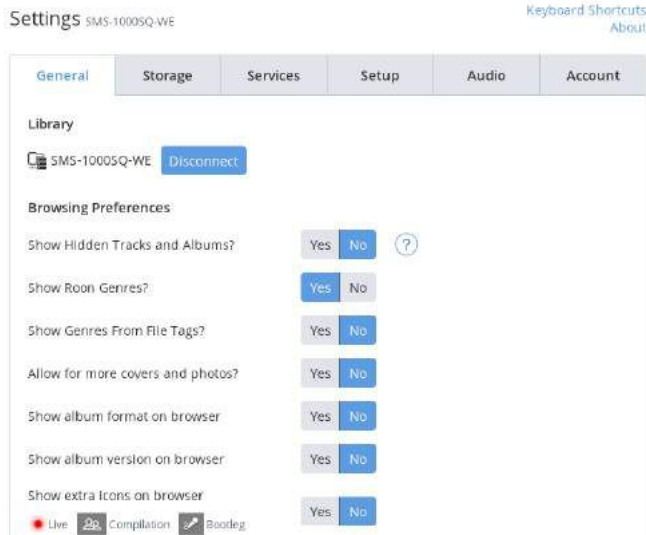 Settings SMS-1000SQ-WE
Keyboard Shortcuts
About
General Storage Services Setup Audio Account
Library
SMS-1000SQ-WE Disconnect
Browsing Preferences
Show Hidden Tracks and Albums? Yes No ?
Show Roon Genres? Yes No
Show Genres From File Tags? Yes No
Allow for more covers and photos? Yes No
Show album format on browser Yes No
Show album version on browser Yes No
Show extra icons on browser Yes No
Live Compilation Bootleg